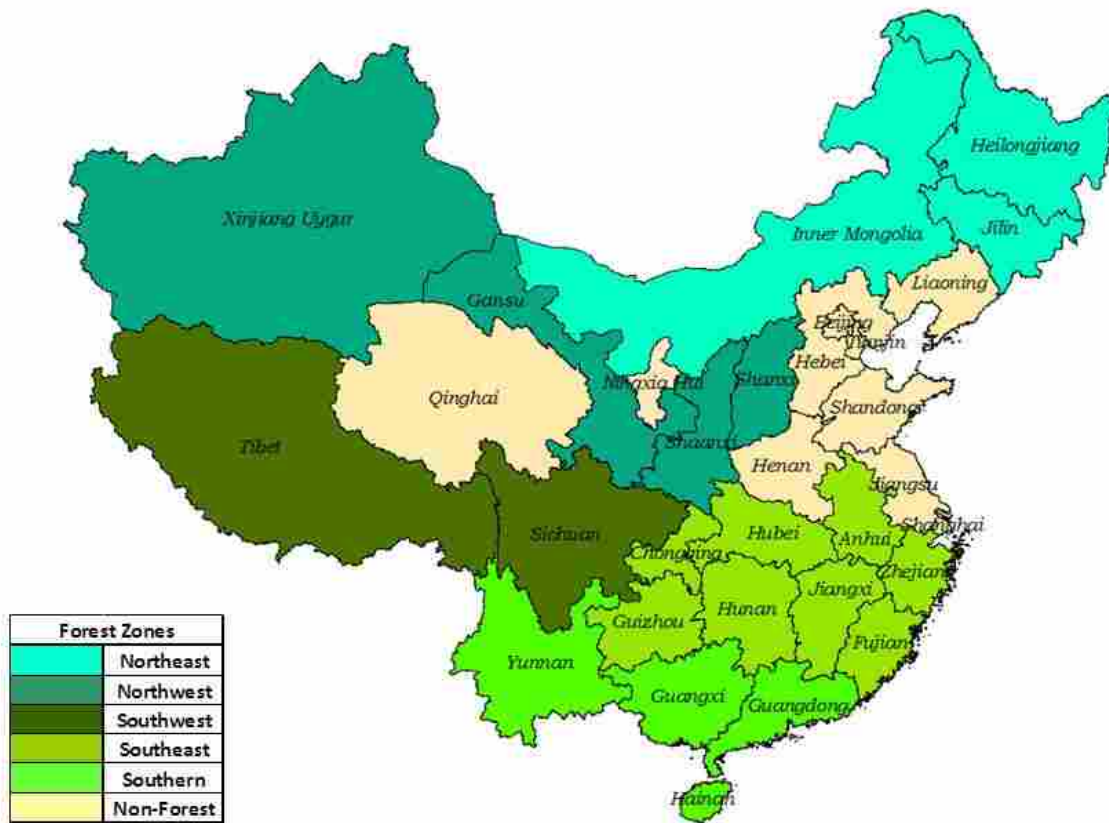 Heilongjiang
Xinjiang Uygur
Inner Mongolia
Jilin
Liaoning
Gansu
Beijing
Tianjin
Hebei
Ningxia Hui
Shanxi
Qinghai
Shandong
Tibet
Shaanxi
Henan
Jiangsu
Shanghai
Sichuan
Hubei
Anhui
Chongqing
Zhejiang
Jiangxi
Hunan
Guizhou
Fujian
Yunnan
Guangxi
Guangdong
Hainan
Forest Zones
Northeast
Northwest
Southwest
Southeast
Southern
Non-Forest